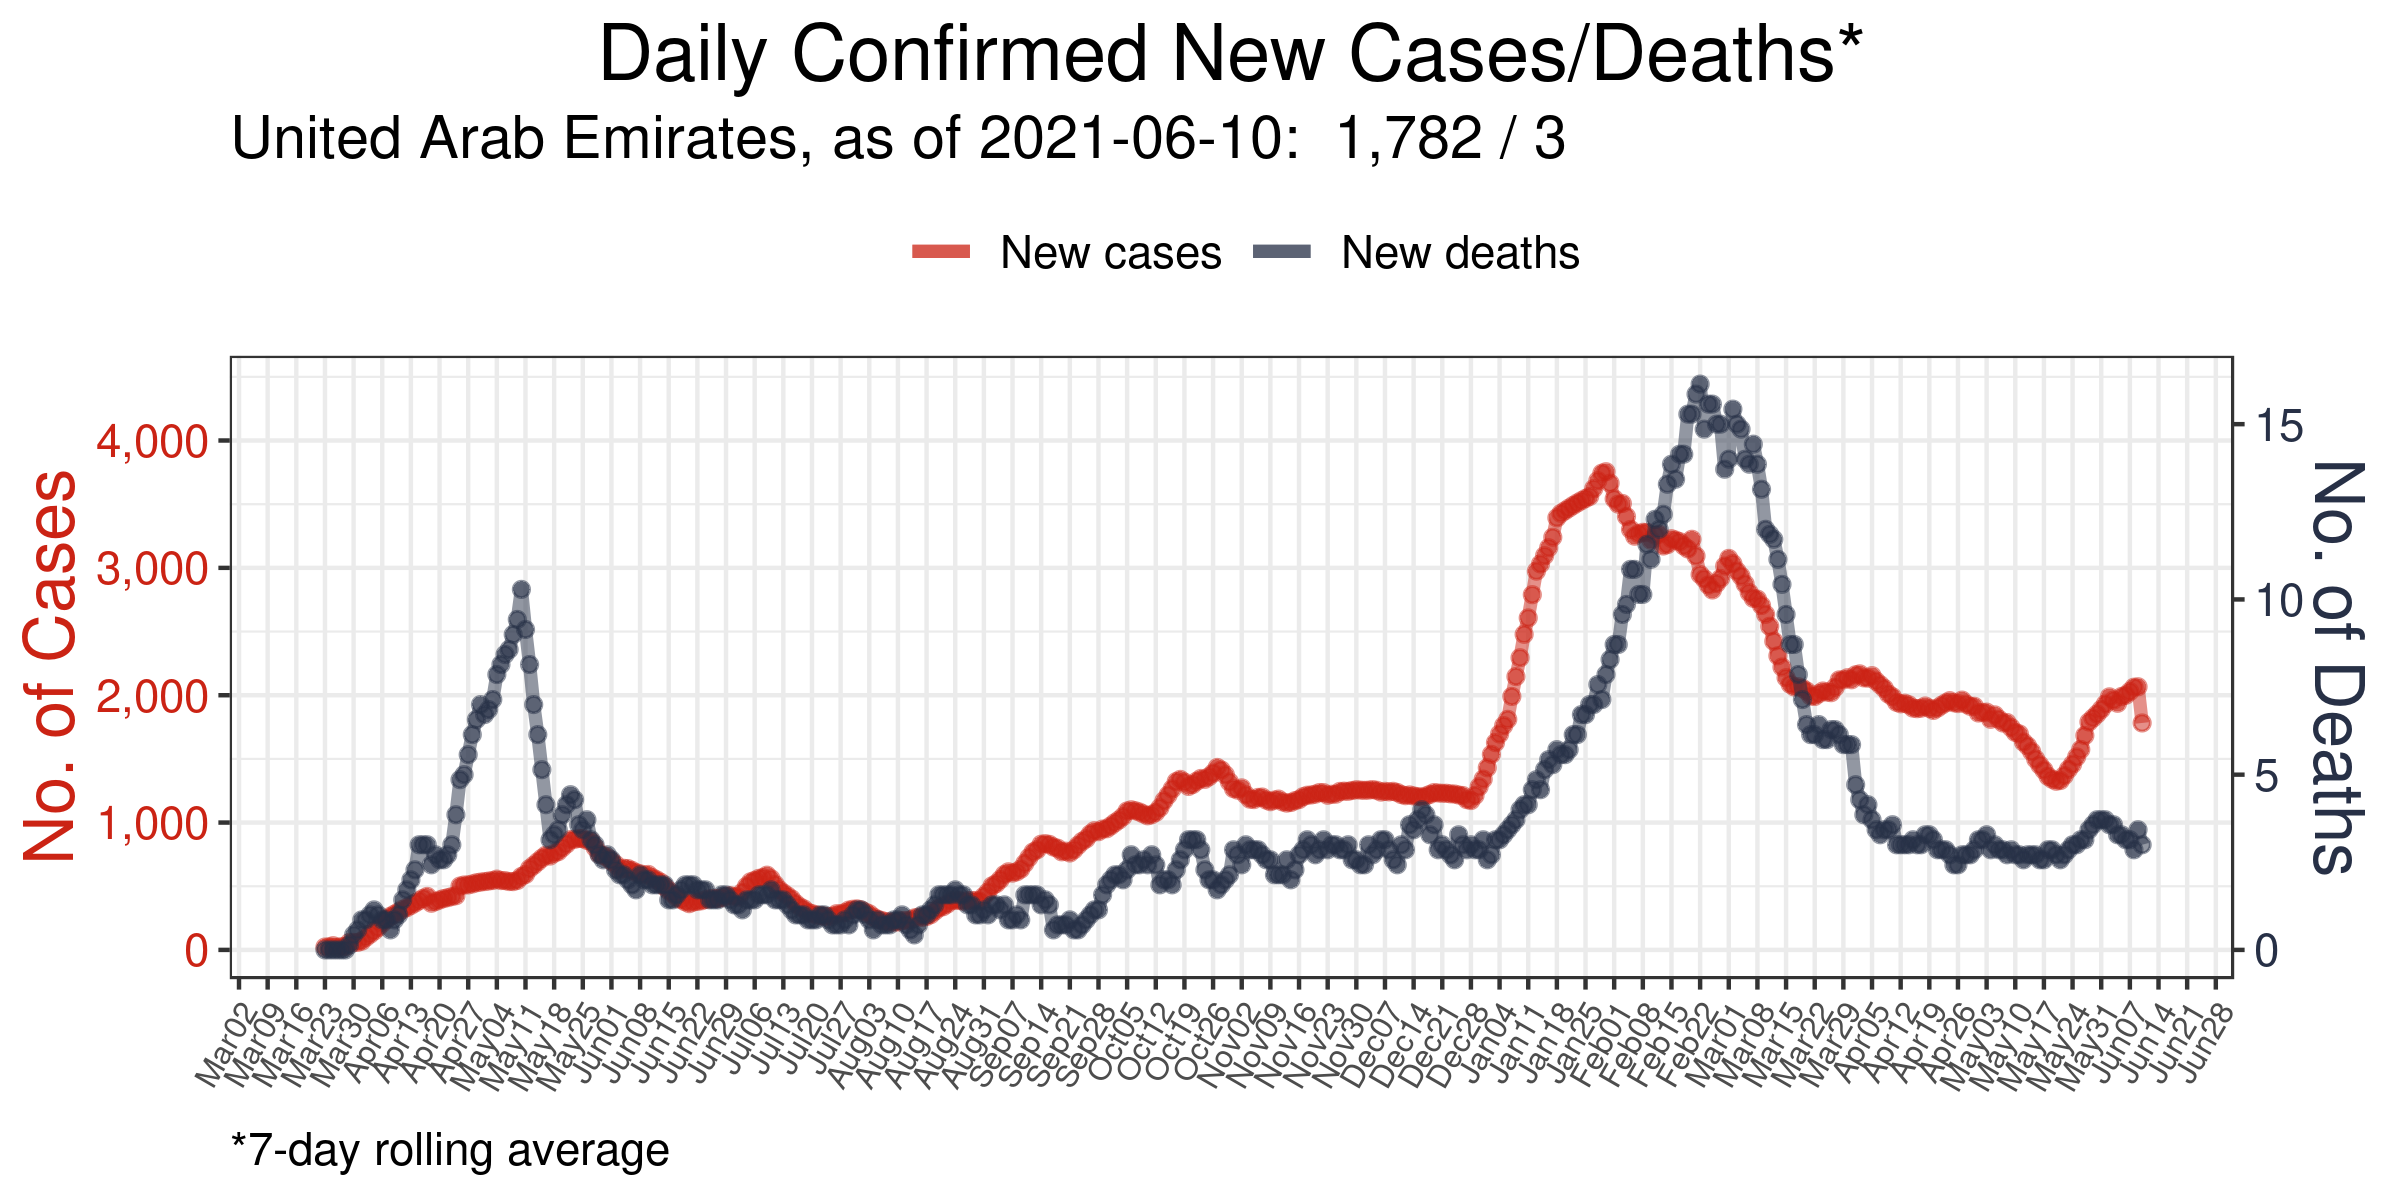 Daily Confirmed New Cases/Deaths*
United Arab Emirates, as of 2021-06-10:  1,782 / 3
New cases
New deaths
No. of Cases
4,000
3,000
2,000
1,000
0
15
10
5
0
No. of Deaths
Mar02
Mar09
Mar16
Mar23
Mar30
Apr06
Apr13
Apr20
Apr27
May04
May11
May18
May25
Jun01
Jun08
Jun15
Jun22
Jun29
Jul06
Jul13
Jul20
Jul27
Aug03
Aug10
Aug17
Aug24
Aug31
Sep07
Sep14
Sep21
Sep28
Oct05
Oct12
Oct19
Oct26
Nov02
Nov09
Nov16
Nov23
Nov30
Dec07
Dec14
Dec21
Dec28
Jan04
Jan11
Jan18
Jan25
Feb01
Feb08
Feb15
Feb22
Mar01
Mar08
Mar15
Mar22
Mar29
Apr05
Apr12
Apr19
Apr26
May03
May10
May17
May24
May31
Jun07
Jun14
Jun21
Jun28
*7-day rolling average